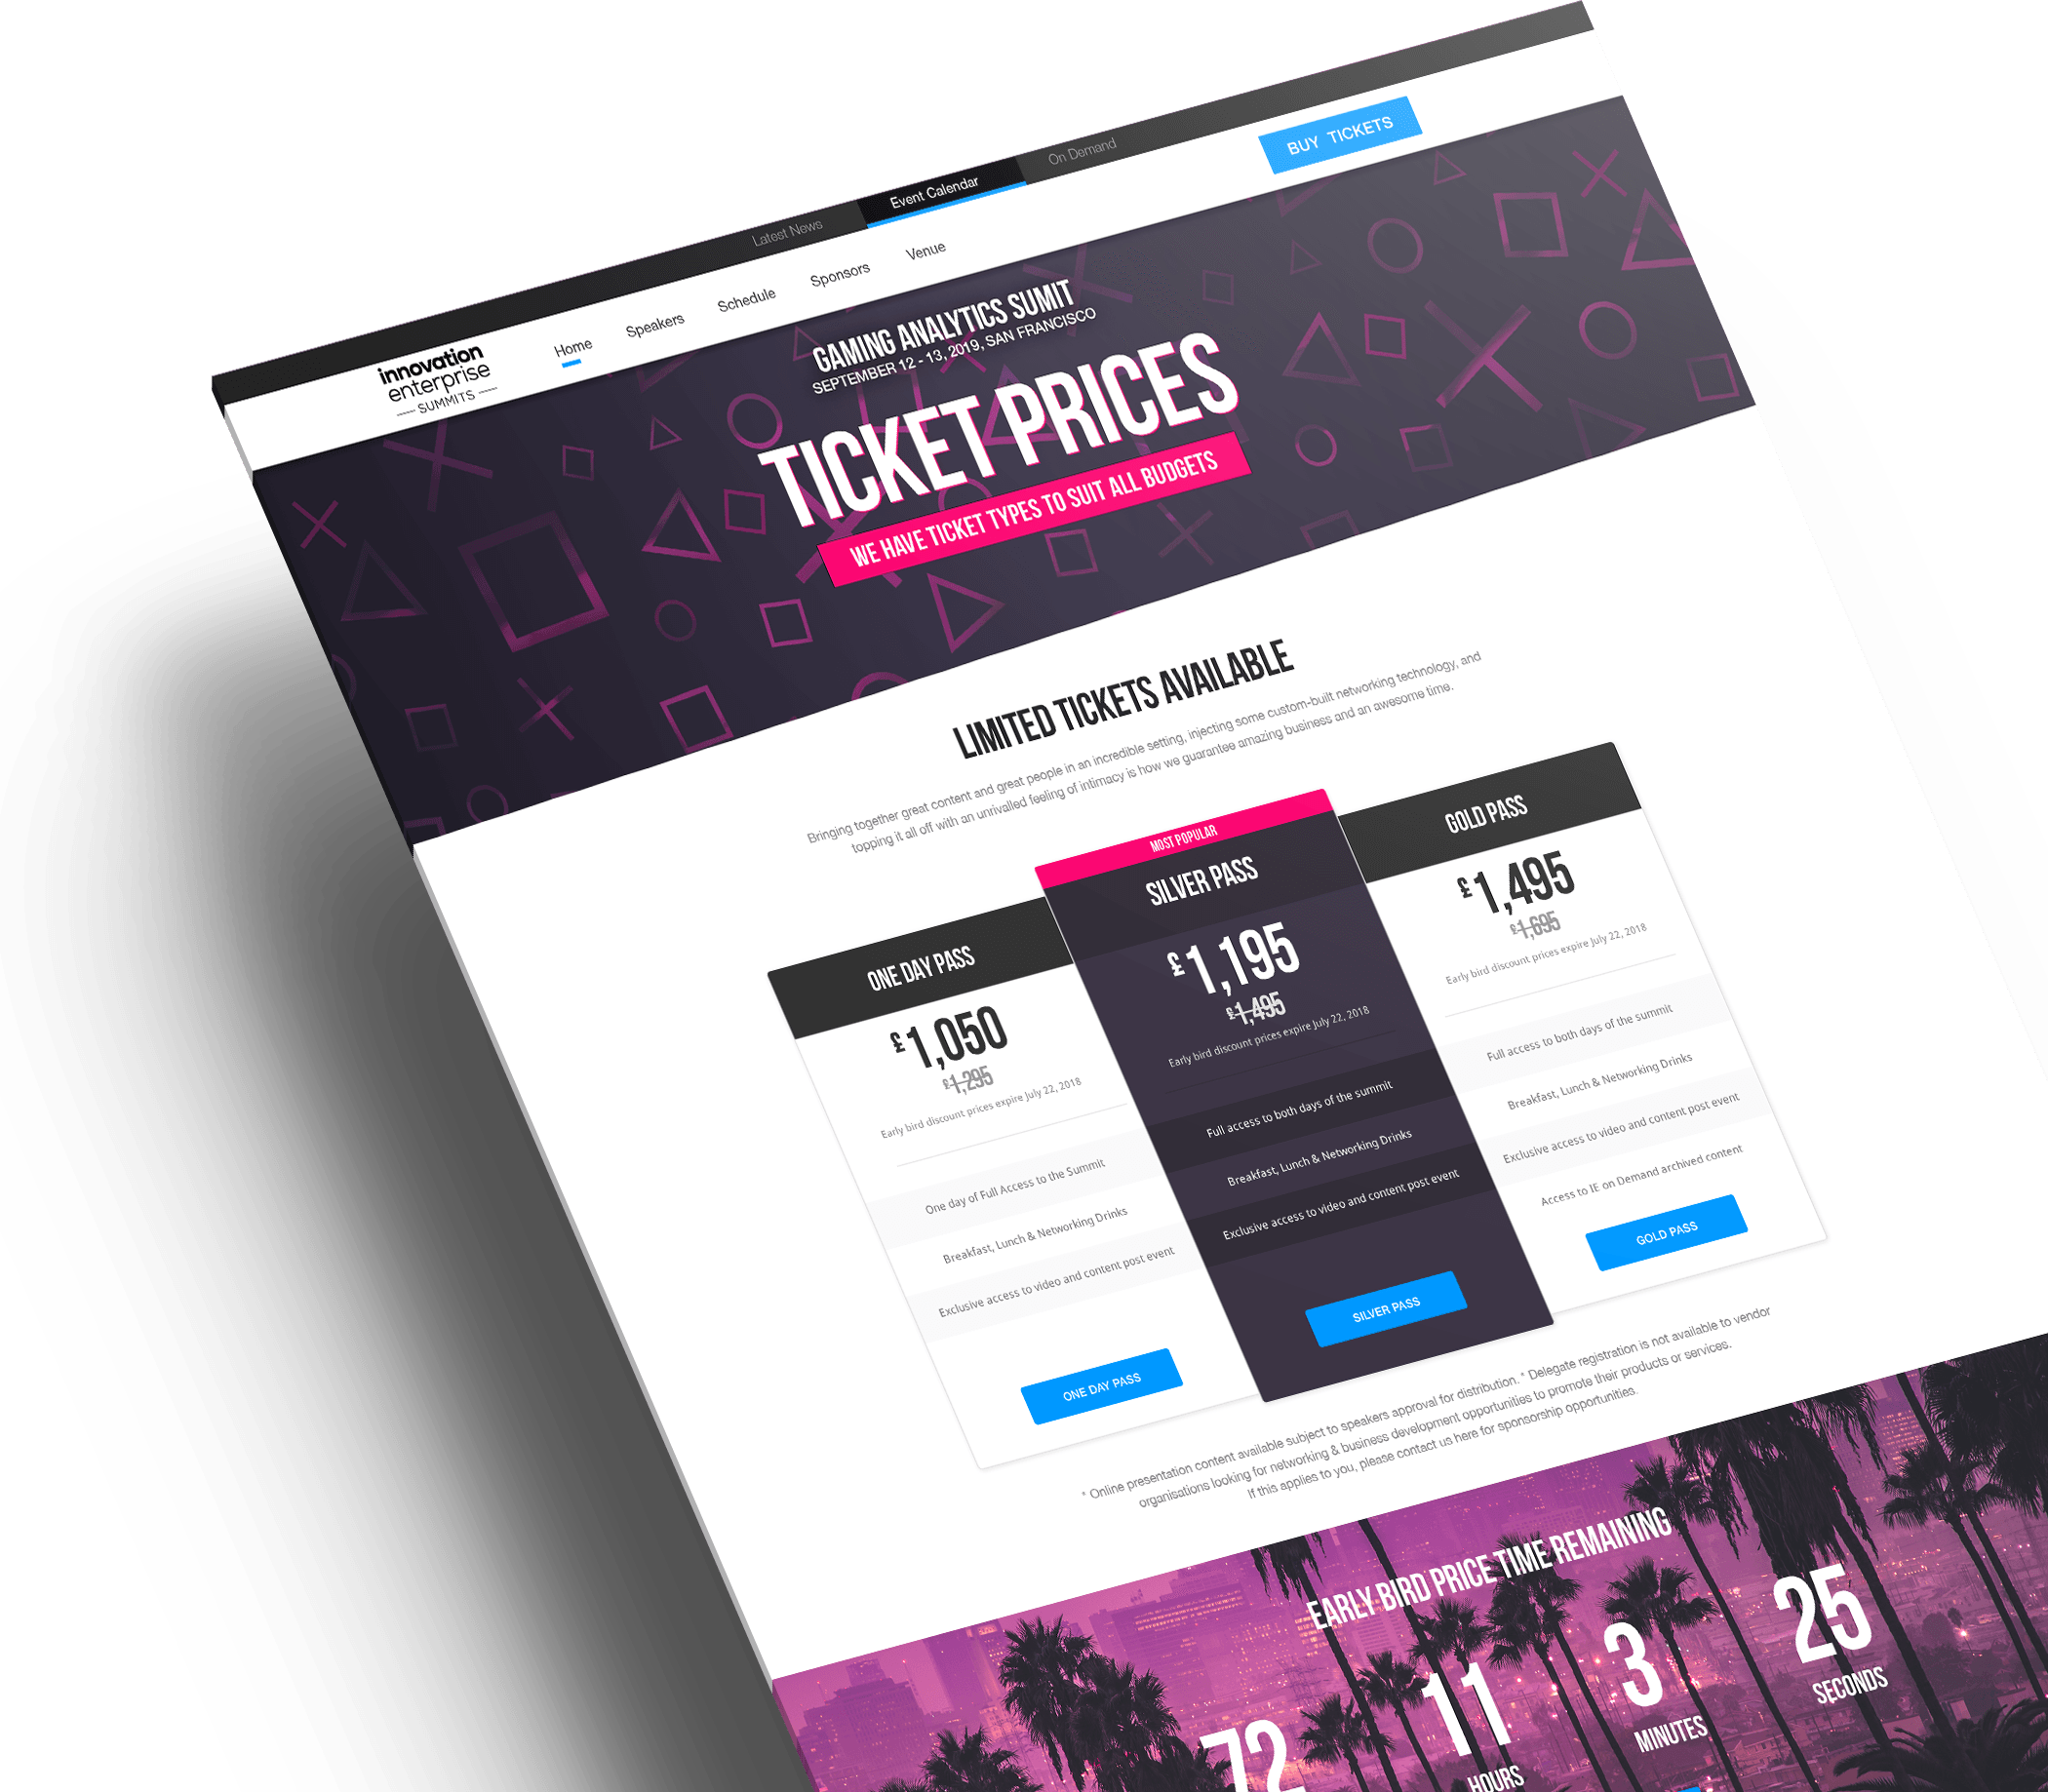 Latest News
Event Calendar
On Demand
innovation
enterprise
SUMMITS
Home
Speakers
Schedule
Sponsors
Venue
BUY TICKETS
GAMING ANALYTICS SUMIT
SEPTEMBER 12 - 13, 2019, SAN FRANCISCO
TICKET PRICES
WE HAVE TICKET TYPES TO SUIT ALL BUDGETS
LIMITED TICKETS AVAILABLE
Bringing together great content and great people in an incredible setting, injecting some custom-built networking technology, and
topping it all off with an unrivalled feeling of intimacy is how we guarantee amazing business and an awesome time.
ONE DAY PASS
£1,050
£1,295
Early bird discount prices expire July 22, 2018
One day of Full Access to the Summit
Breakfast, Lunch & Networking Drinks
Exclusive access to video and content post event
ONE DAY PASS
MOST POPULAR
SILVER PASS
£1,195
£1,495
Early bird discount prices expire July 22, 2018
Full access to both days of the summit
Breakfast, Lunch & Networking Drinks
Exclusive access to video and content post event
SILVER PASS
GOLD PASS
£1,495
£1,695
Early bird discount prices expire July 22, 2018
Full access to both days of the summit
Breakfast, Lunch & Networking Drinks
Exclusive access to video and content post event
Access to IE on Demand archived content
GOLD PASS
* Online presentation content available subject to speakers approval for distribution. * Delegate registration is not available to vendor
organisations looking for networking & business development opportunities to promote their products or services.
If this applies to you, please contact us here for sponsorship opportunities.
EARLY BIRD PRICE TIME REMAINING
72
11
HOURS
3
MINUTES
25
SECONDS